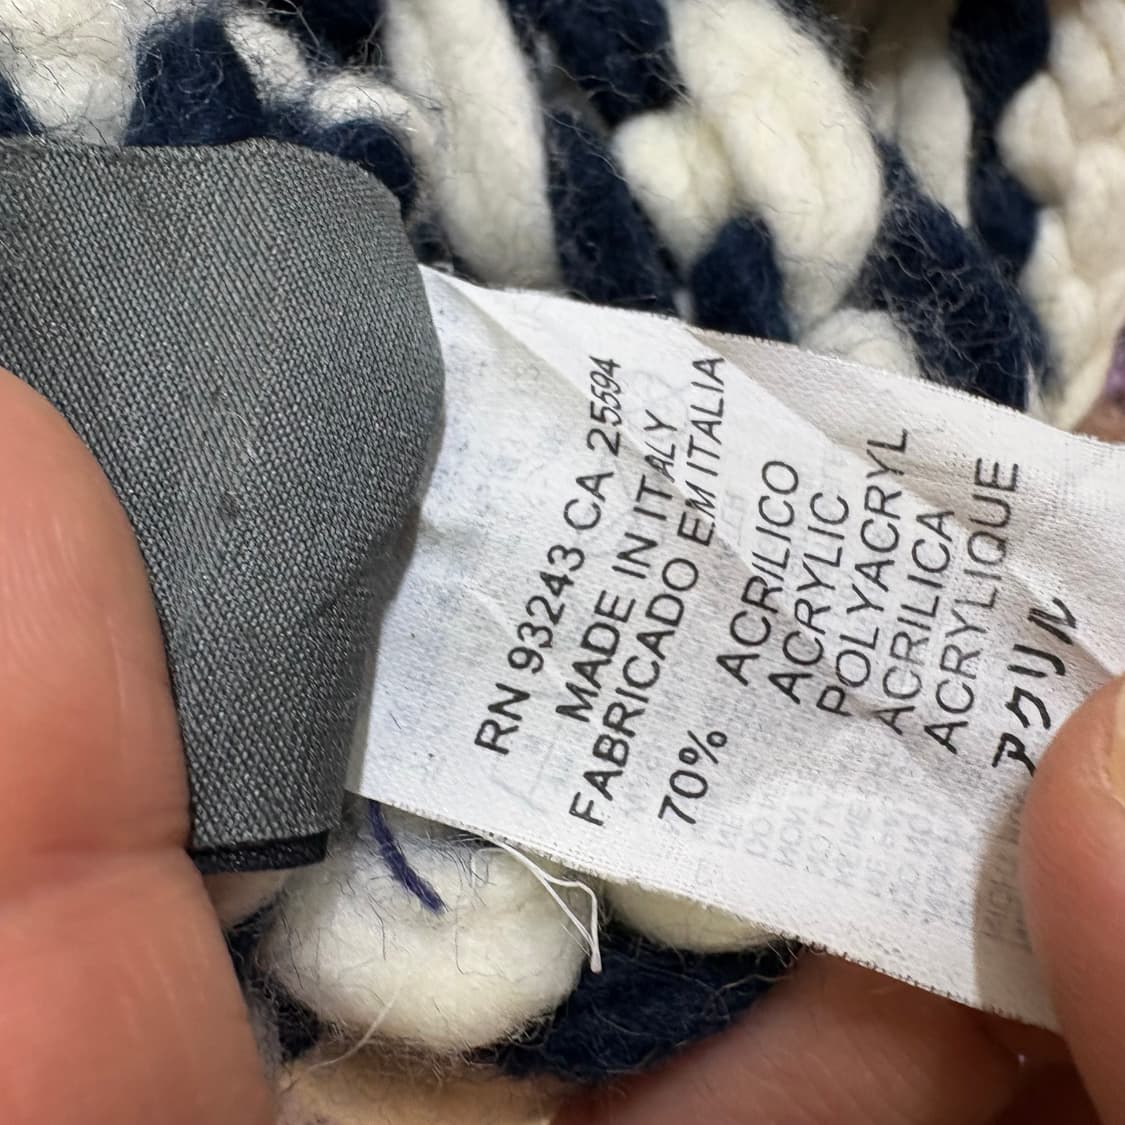 RN 93243 CA 25594
MADE IN ITALY
FABRICADO EM ITALIA
70% ACRILICO
ACRYLIC
POLYACRYL
ACRILICA
ACRYLIQUE
アクリル